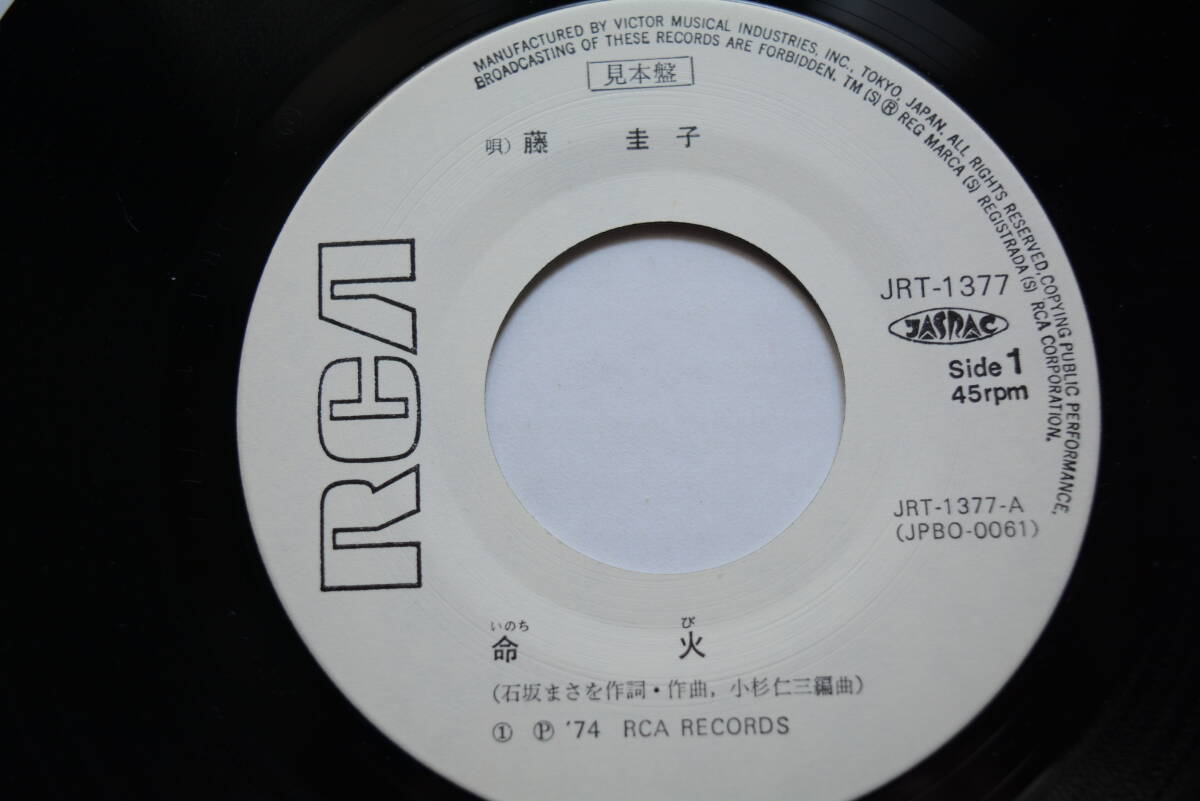 MANUFACTURED BY VICTOR MUSICAL INDUSTRIES, INC., TOKYO, JAPAN. ALL RIGHTS RESERVED, COPYING PUBLIC PERFORMANCE,
BROADCASTING OF THESE RECORDS ARE FORBIDDEN. TM(S)® REG MARCA(S) REGISTRADA(S) RCA CORPORATION.
見本盤
唄) 藤 圭子
RCA
JRT-1377
JASRAC
Side 1
45rpm
JRT-1377-A
(JPBO-0061)
いのち び
命 火
(石坂まさを作詞・作曲, 小杉仁三編曲)
① Ⓟ '74 RCA RECORDS